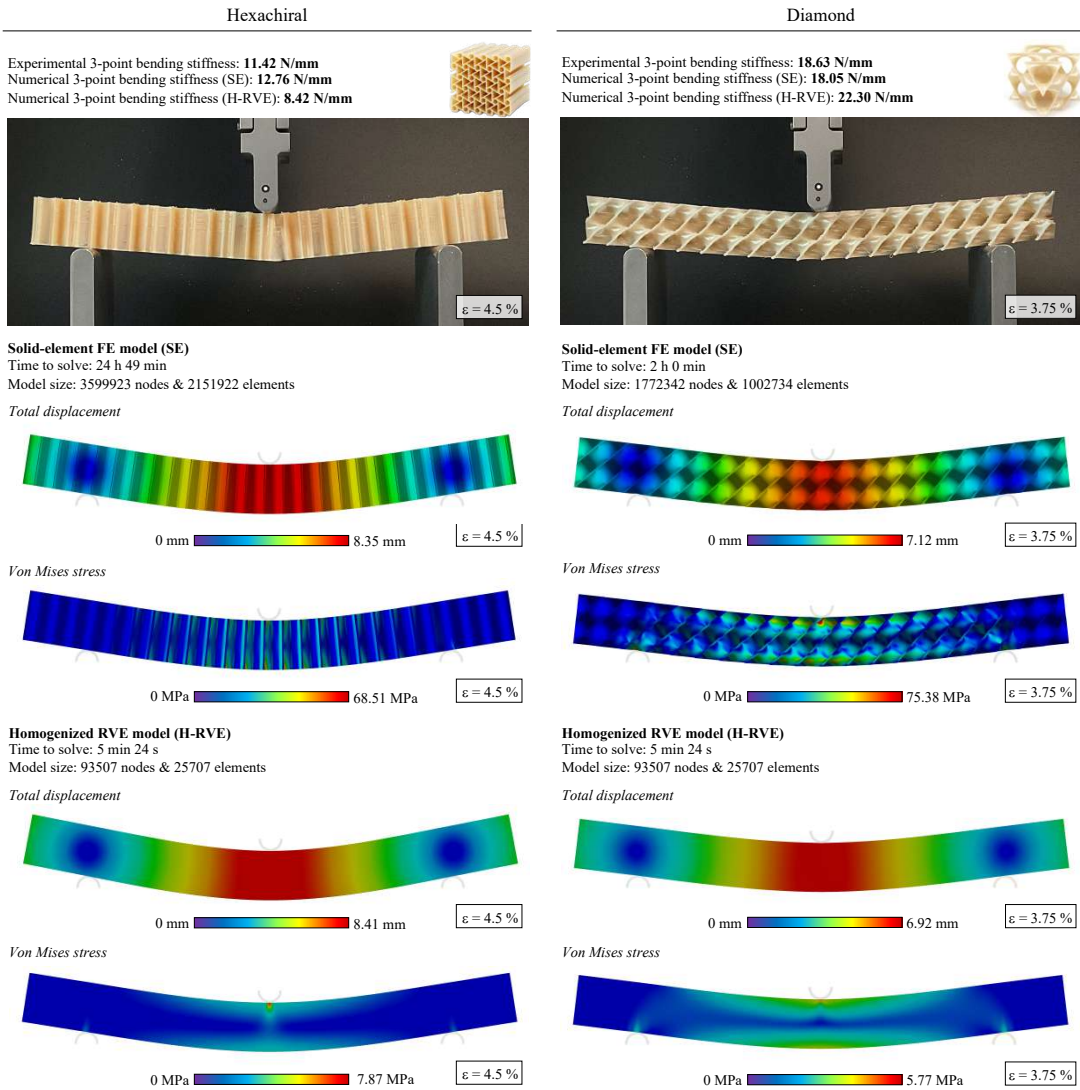 Hexachiral
Experimental 3-point bending stiffness: 11.42 N/mm
Numerical 3-point bending stiffness (SE): 12.76 N/mm
Numerical 3-point bending stiffness (H-RVE): 8.42 N/mm
ε = 4.5 %
Solid-element FE model (SE)
Time to solve: 24 h 49 min
Model size: 3599923 nodes & 2151922 elements
Total displacement
0 mm
8.35 mm
ε = 4.5 %
Von Mises stress
0 MPa
68.51 MPa
ε = 4.5 %
Homogenized RVE model (H-RVE)
Time to solve: 5 min 24 s
Model size: 93507 nodes & 25707 elements
Total displacement
0 mm
8.41 mm
ε = 4.5 %
Von Mises stress
0 MPa
7.87 MPa
ε = 4.5 %
Diamond
Experimental 3-point bending stiffness: 18.63 N/mm
Numerical 3-point bending stiffness (SE): 18.05 N/mm
Numerical 3-point bending stiffness (H-RVE): 22.30 N/mm
ε = 3.75 %
Solid-element FE model (SE)
Time to solve: 2 h 0 min
Model size: 1772342 nodes & 1002734 elements
Total displacement
0 mm
7.12 mm
ε = 3.75 %
Von Mises stress
0 MPa
75.38 MPa
ε = 3.75 %
Homogenized RVE model (H-RVE)
Time to solve: 5 min 24 s
Model size: 93507 nodes & 25707 elements
Total displacement
0 mm
6.92 mm
ε = 3.75 %
Von Mises stress
0 MPa
5.77 MPa
ε = 3.75 %